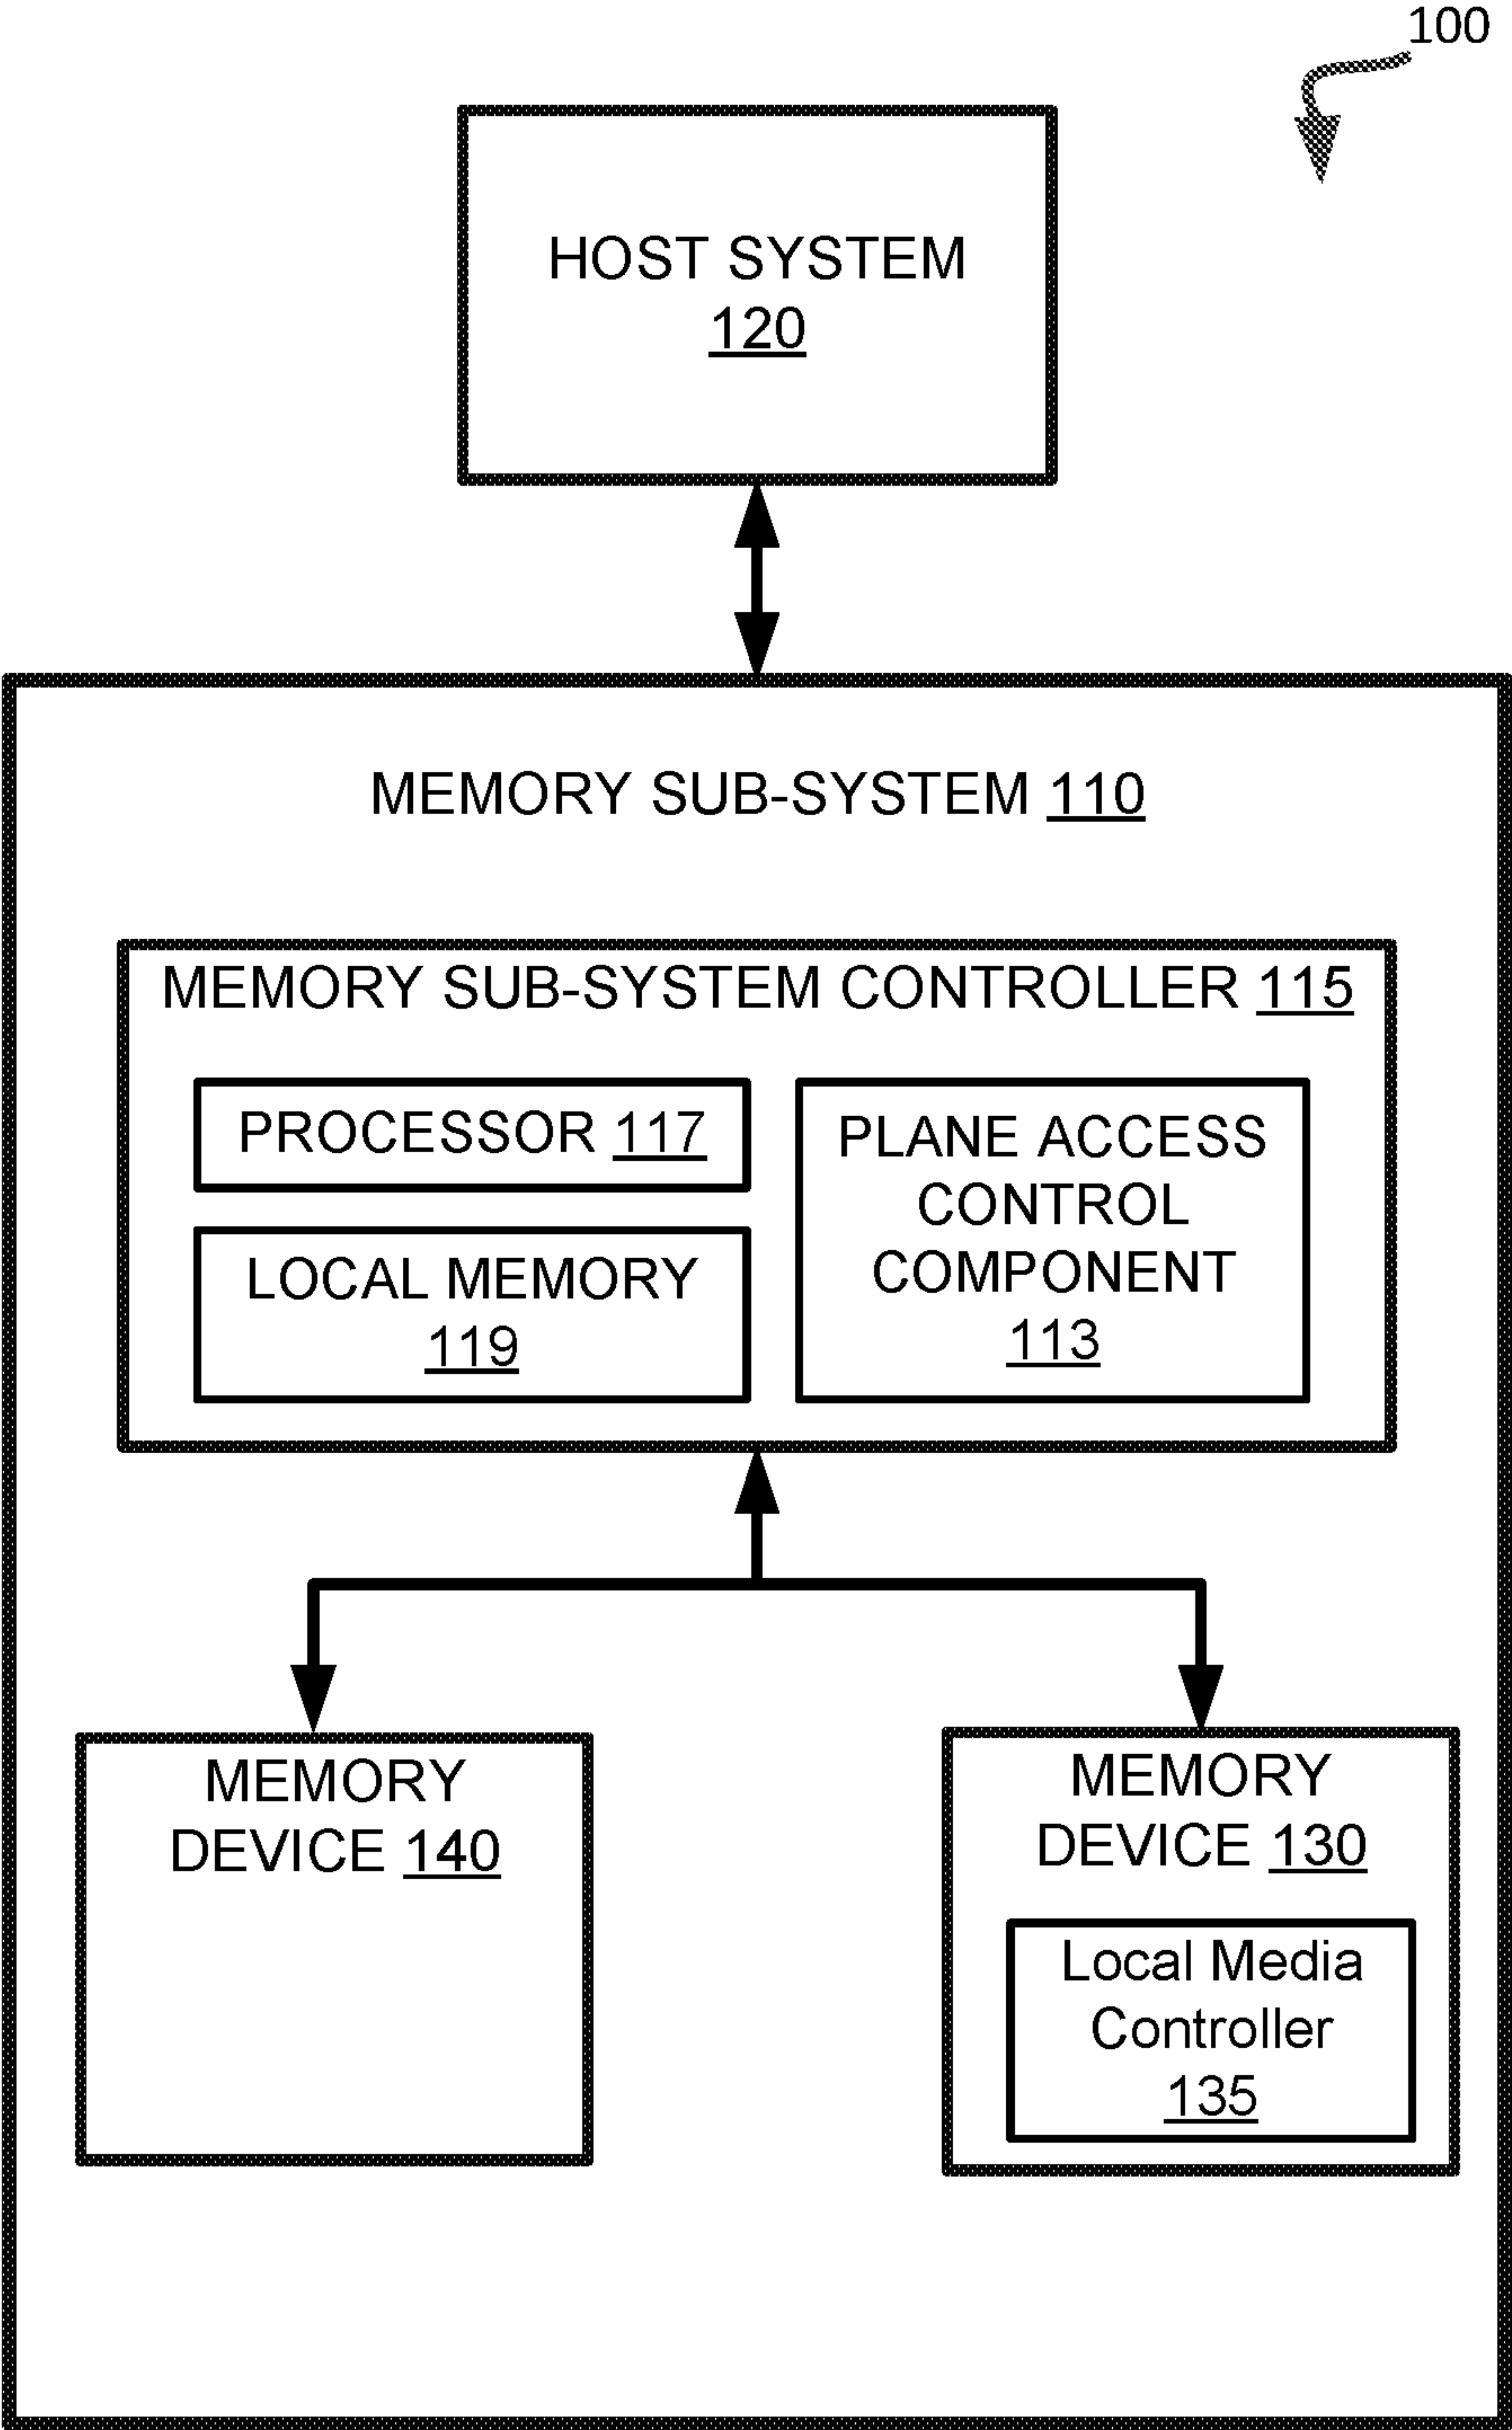 100
HOST SYSTEM
120
MEMORY SUB-SYSTEM 110
MEMORY SUB-SYSTEM CONTROLLER 115
PROCESSOR 117
LOCAL MEMORY
119
PLANE ACCESS
CONTROL
COMPONENT
113
MEMORY
DEVICE 140
MEMORY
DEVICE 130
Local Media
Controller
135